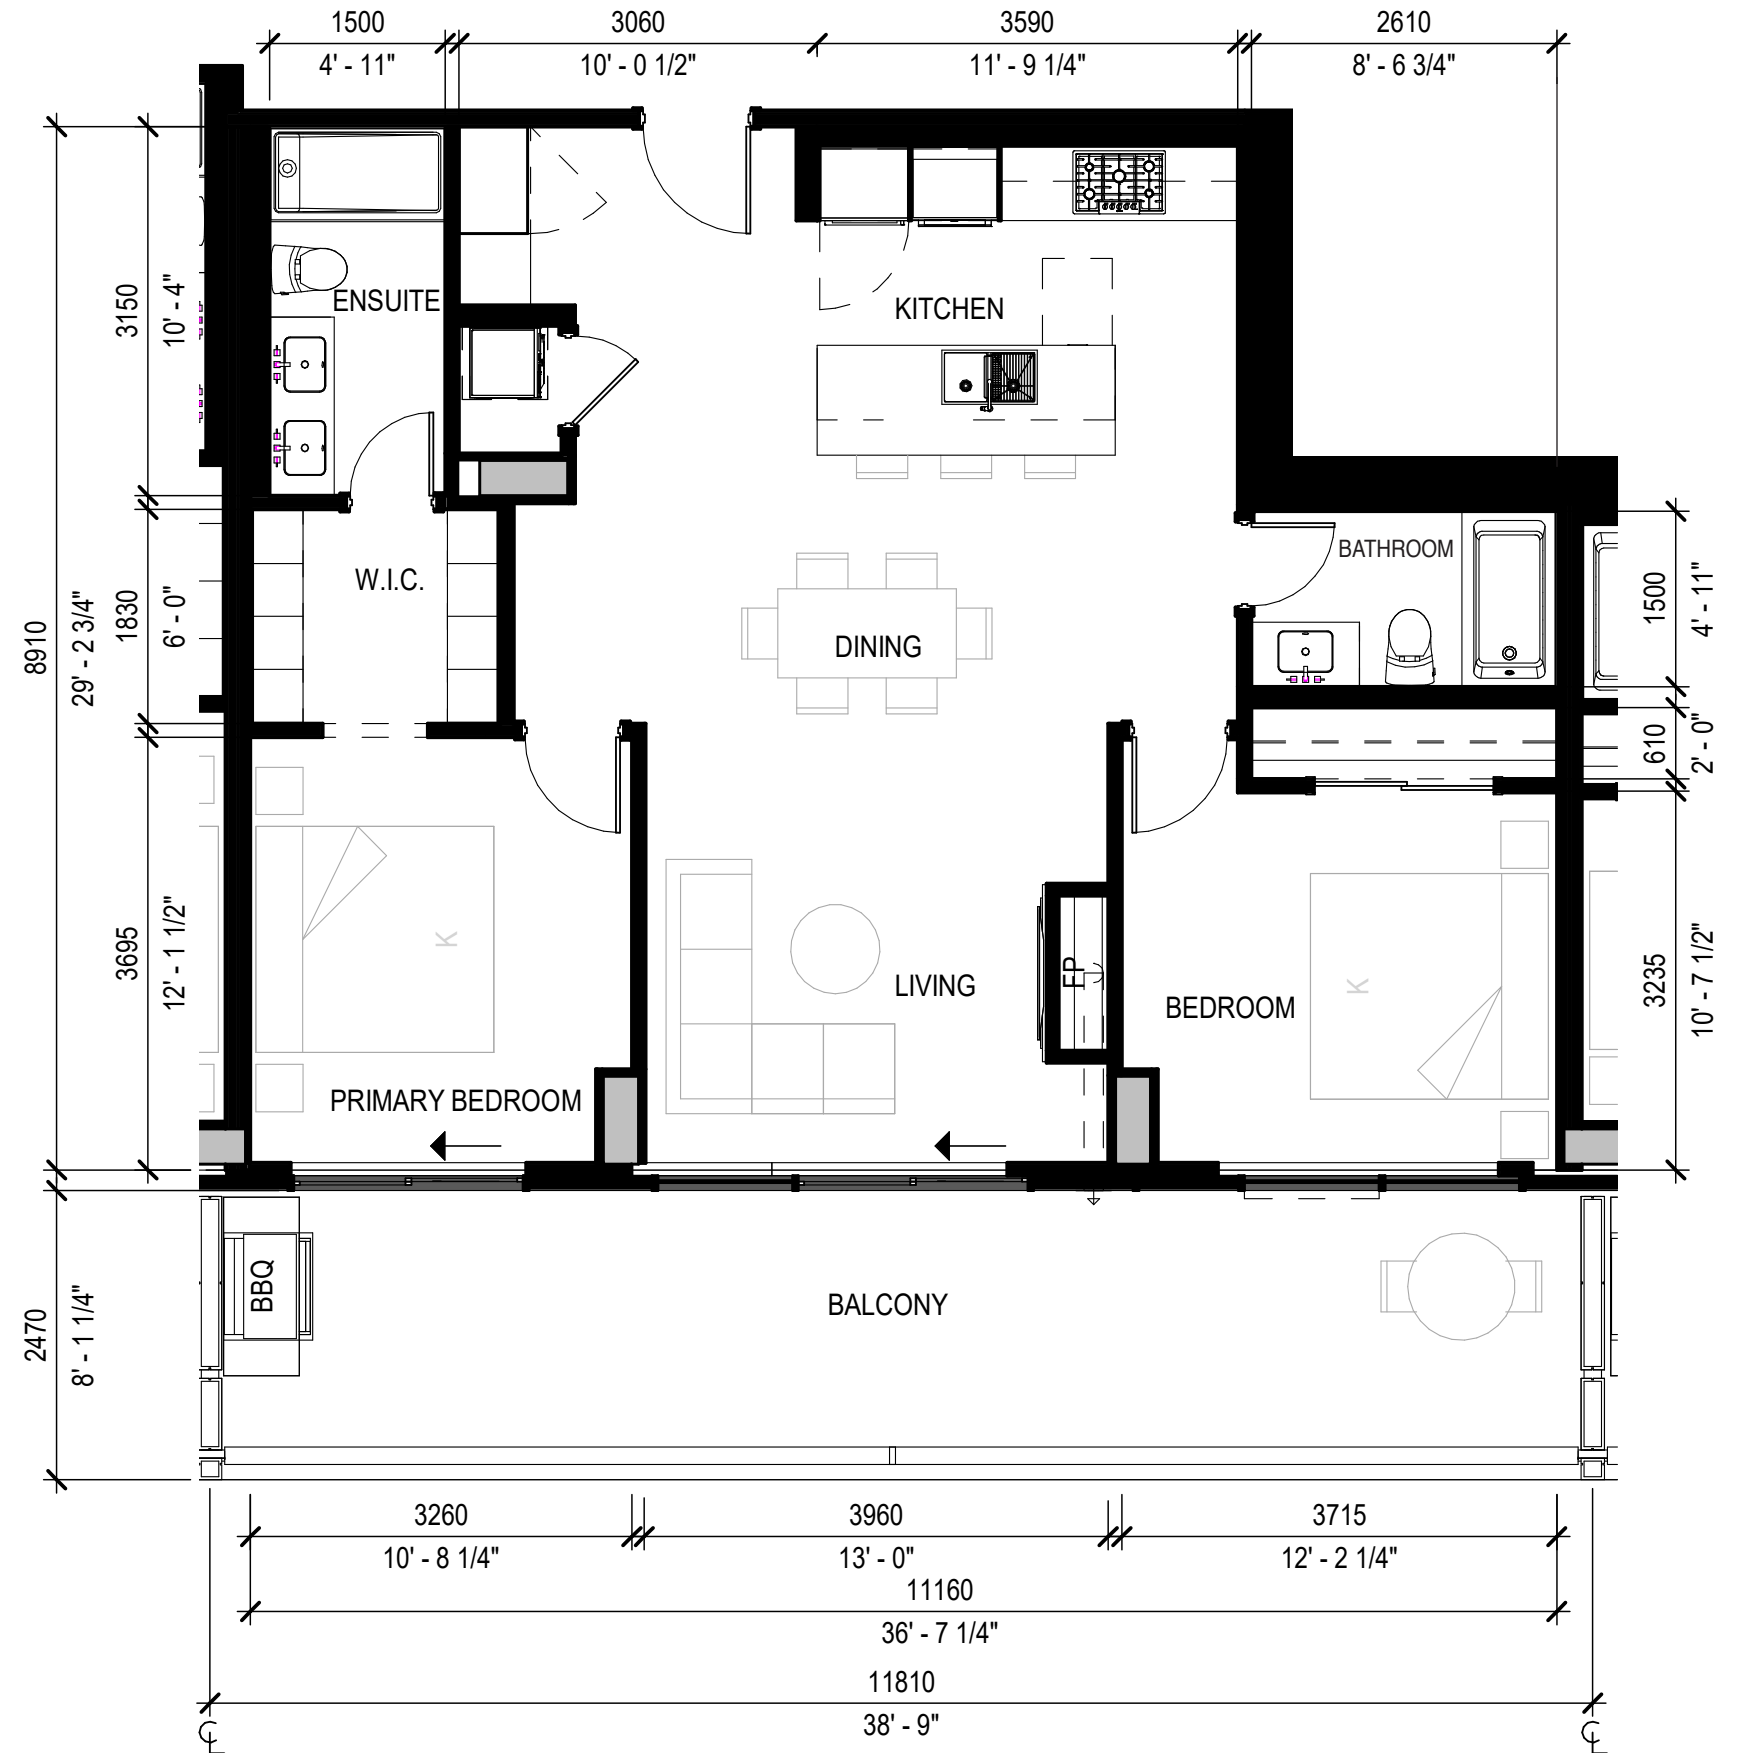 1500
3060
3590
2610
4' - 11"
10' - 0 1/2"
11' - 9 1/4"
8' - 6 3/4"
3150
10' - 4"
ENSUITE
KITCHEN
W.I.C.
BATHROOM
1830
6' - 0"
8910
29' - 2 3/4"
DINING
1500
4' - 11"
610
2' - 0"
3695
12' - 1 1/2"
K
LIVING
FP
BEDROOM
K
3235
10' - 7 1/2"
PRIMARY BEDROOM
BBQ
BALCONY
2470
8' - 1 1/4"
3260
3960
3715
10' - 8 1/4"
13' - 0"
12' - 2 1/4"
11160
36' - 7 1/4"
11810
38' - 9"